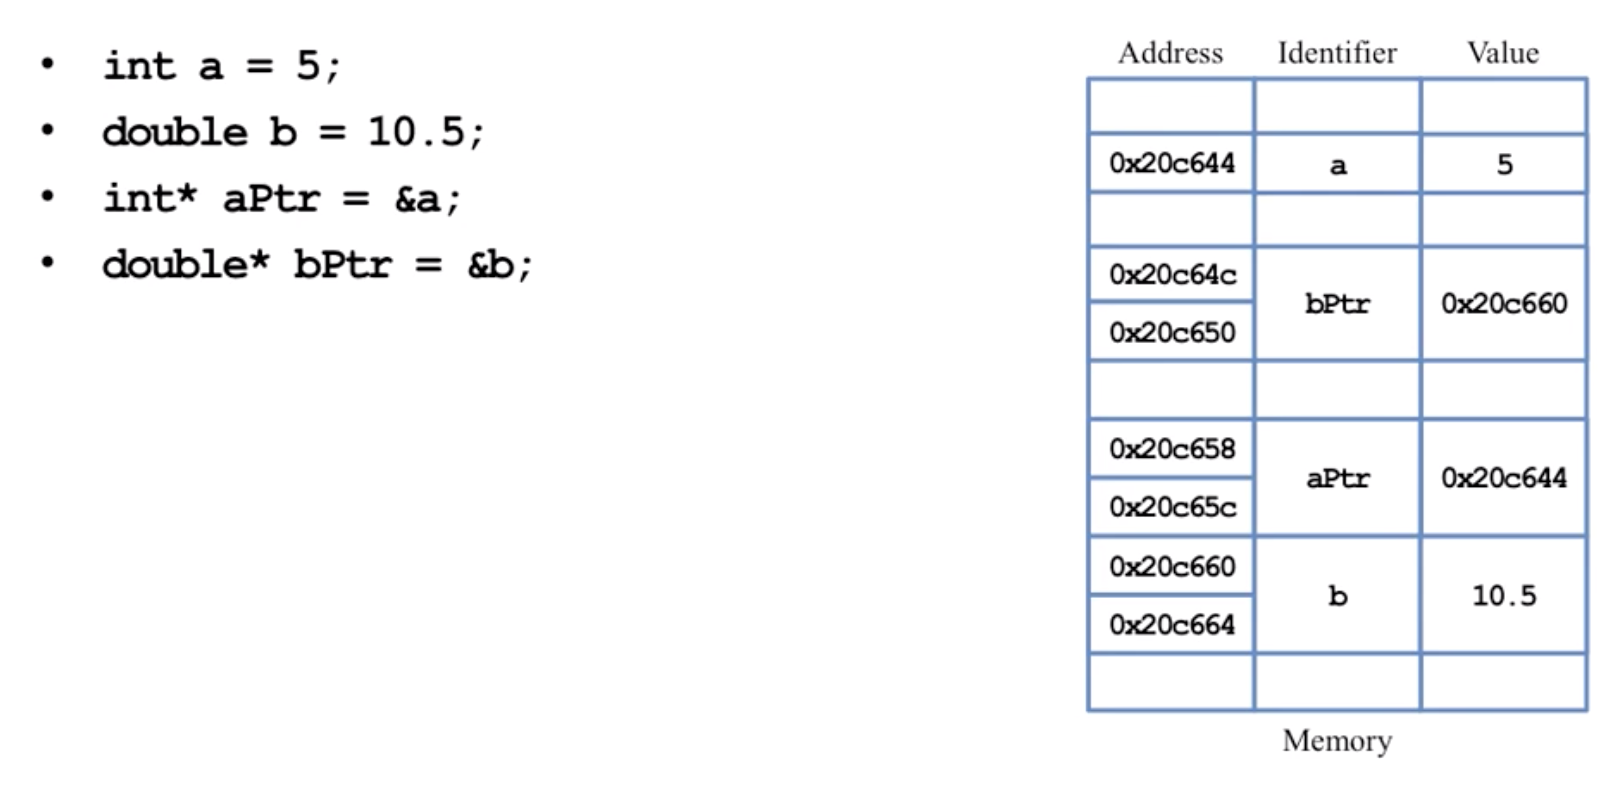 • int a = 5;
• double b = 10.5;
• int* aPtr = &a;
• double* bPtr = &b;
Address Identifier Value
0x20c644 a 5
0x20c64c
bPtr 0x20c660
0x20c650
0x20c658
aPtr 0x20c644
0x20c65c
0x20c660
b 10.5
0x20c664
Memory